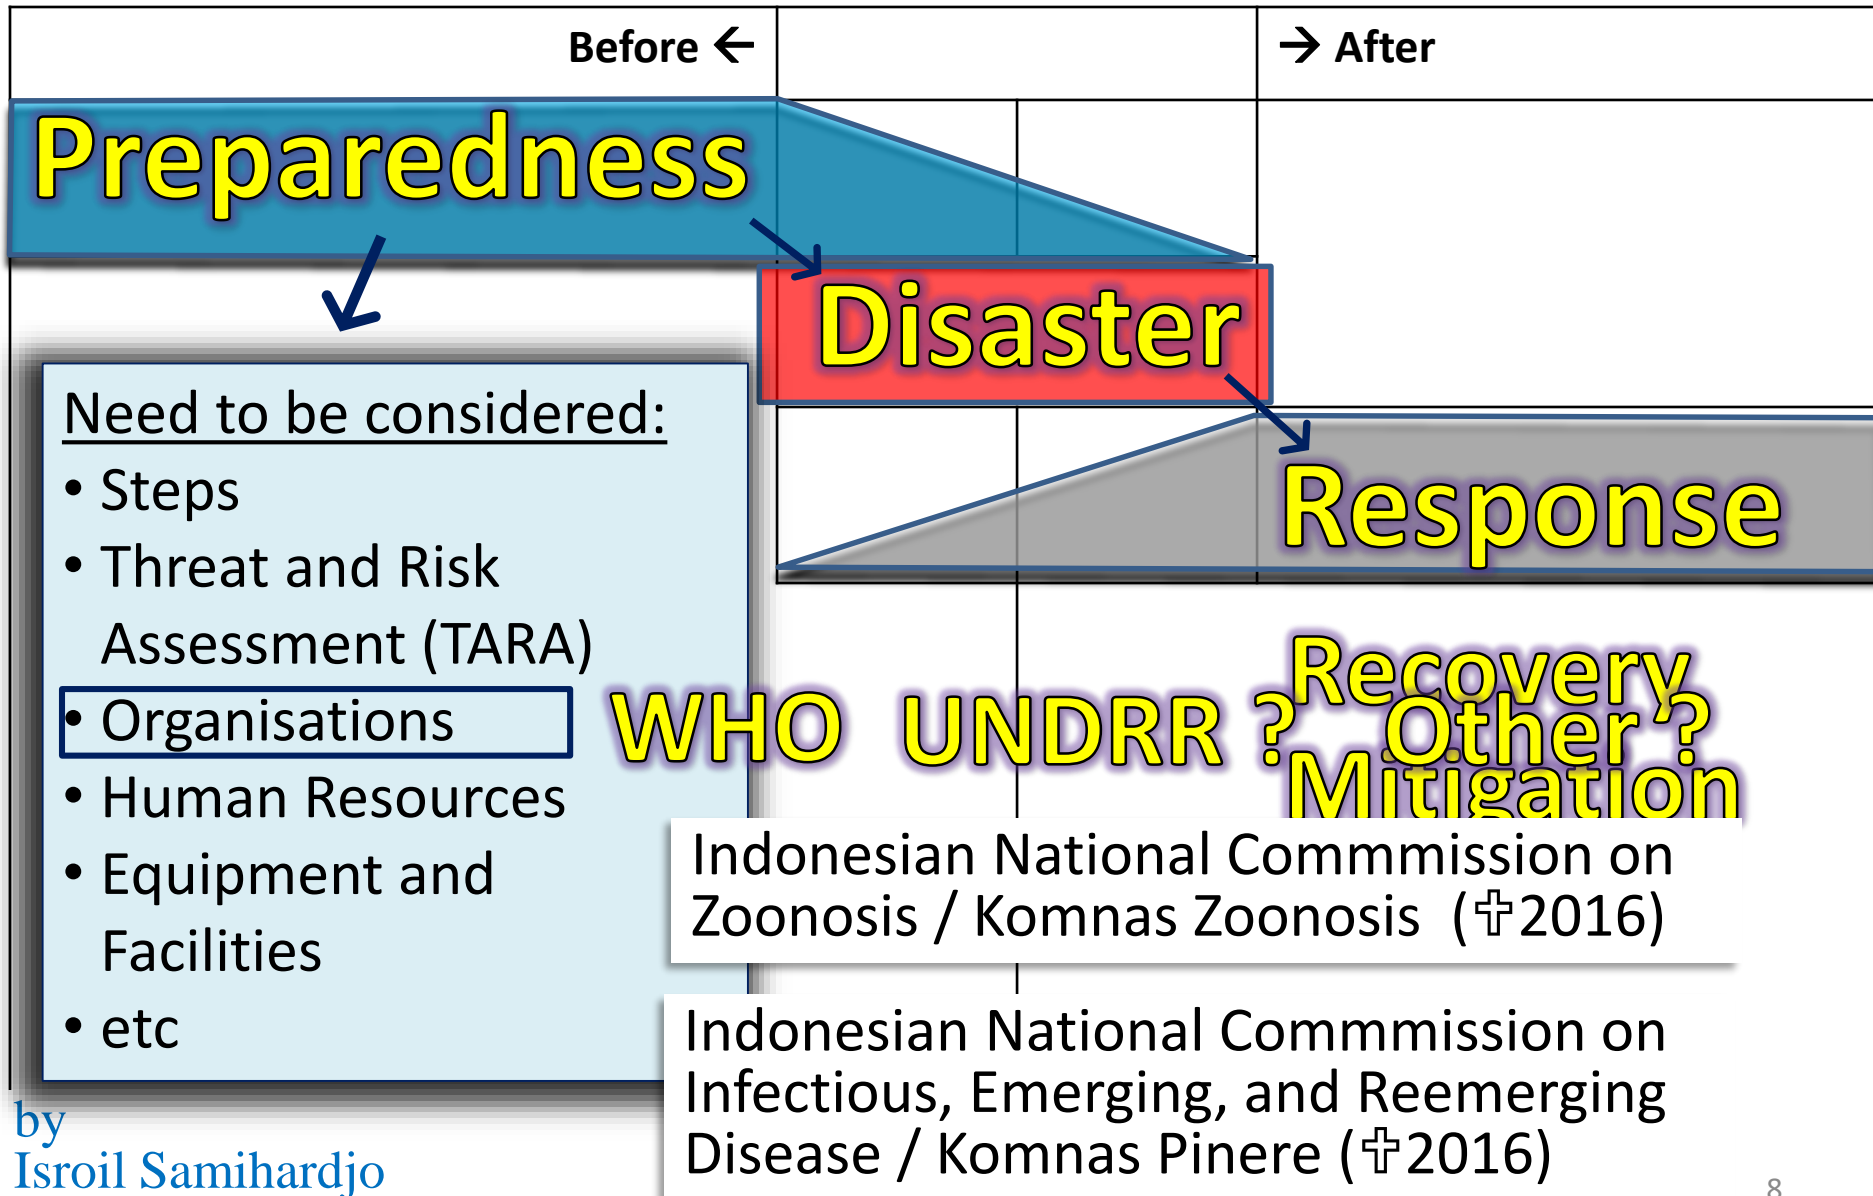 Before ←
→ After
Preparedness
Disaster
Response
Need to be considered:
• Steps
• Threat and Risk
Assessment (TARA)
• Organisations
• Human Resources
• Equipment and
Facilities
• etc
WHO UNDRR ? Other ?
Recovery,
Mitigation
Indonesian National Commmission on
Zoonosis / Komnas Zoonosis (✞2016)
Indonesian National Commmission on
Infectious, Emerging, and Reemerging
Disease / Komnas Pinere (✞2016)
by
Isroil Samihardjo
8